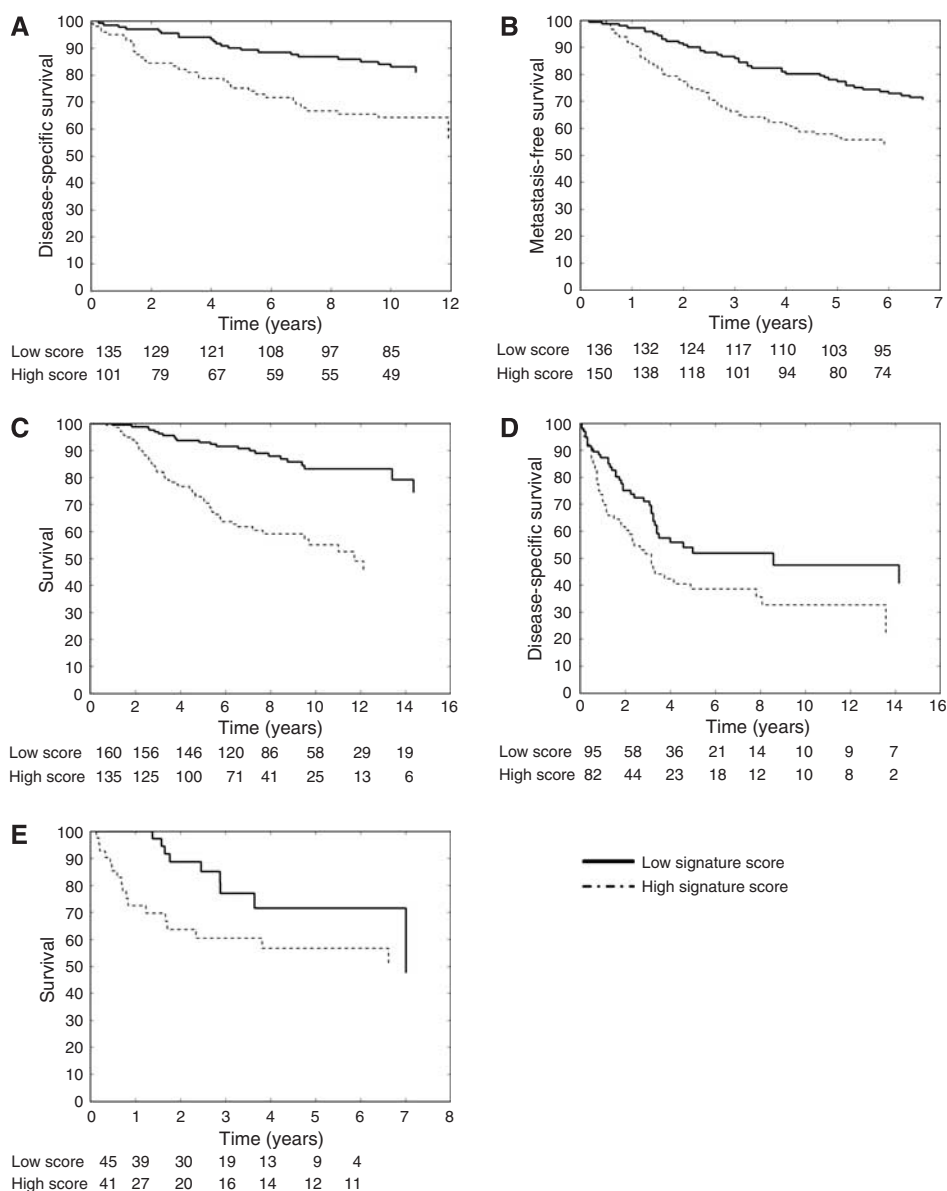 A
Disease-specific survival
100
90
80
70
60
50
40
30
20
10
0
0 2 4 6 8 10 12
Time (years)
Low score 135 129 121 108 97 85
High score 101 79 67 59 55 49
B
Metastasis-free survival
100
90
80
70
60
50
40
30
20
10
0
0 1 2 3 4 5 6 7
Time (years)
Low score 136 132 124 117 110 103 95
High score 150 138 118 101 94 80 74
C
Survival
100
90
80
70
60
50
40
30
20
10
0
0 2 4 6 8 10 12 14 16
Time (years)
Low score 160 156 146 120 86 58 29 19
High score 135 125 100 71 41 25 13 6
D
Disease-specific survival
100
90
80
70
60
50
40
30
20
10
0
0 2 4 6 8 10 12 14 16
Time (years)
Low score 95 58 36 21 14 10 9 7
High score 82 44 23 18 12 10 8 2
E
Survival
100
90
80
70
60
50
40
30
20
10
0
0 1 2 3 4 5 6 7 8
Time (years)
Low score 45 39 30 19 13 9 4
High score 41 27 20 16 14 12 11
Low signature score
High signature score